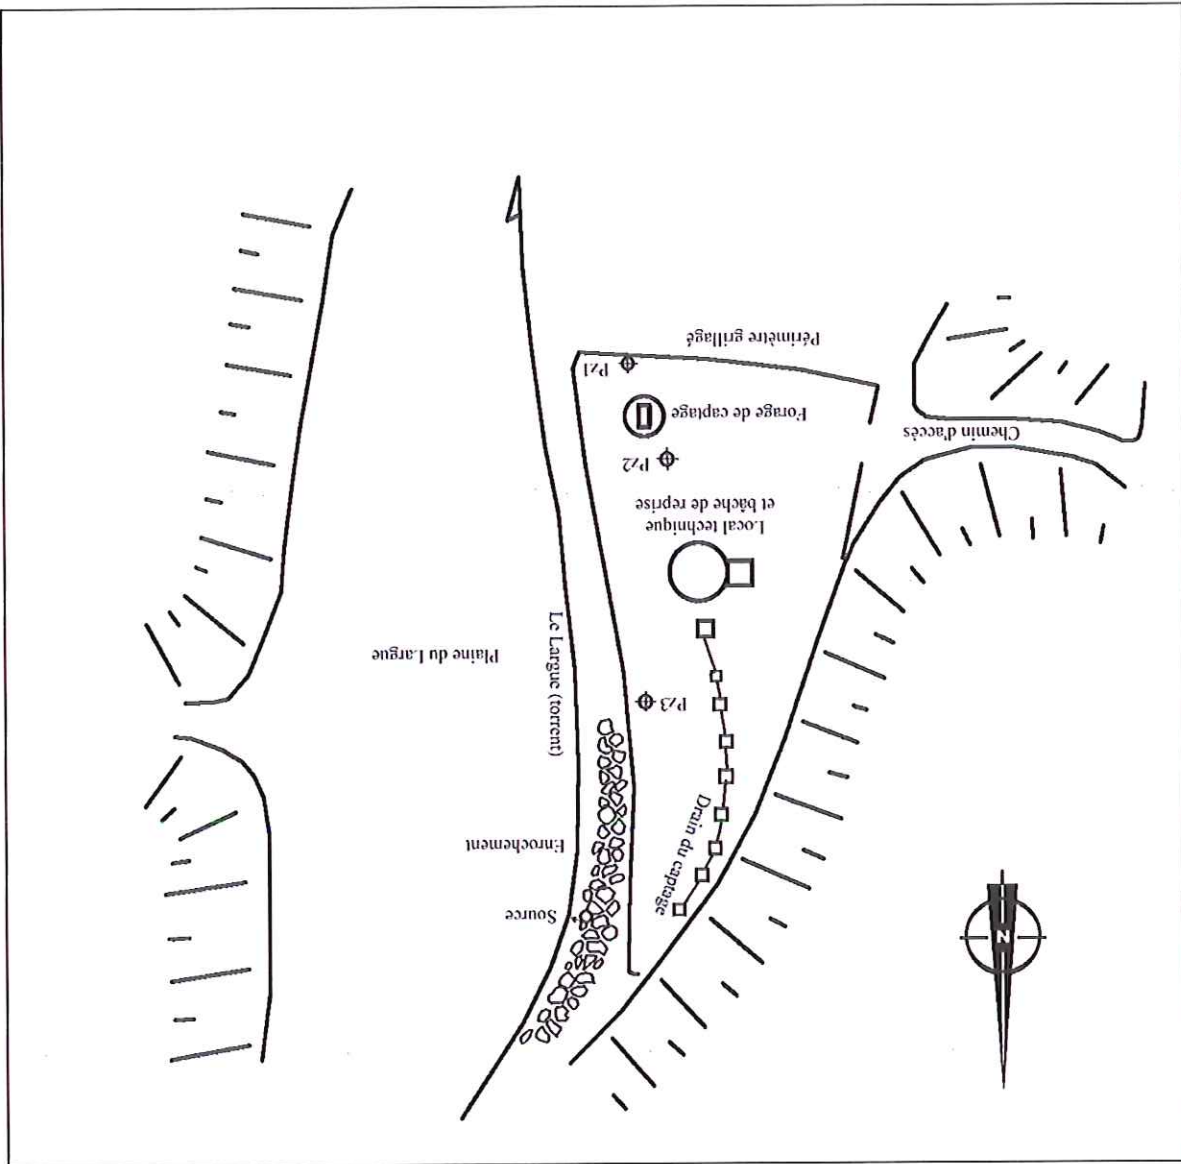 N
Source
Enrochement
Drain du captage
Plaine du Largue
Le Largue (torrent)
Pz3
Local technique
et bâche de reprise
Pz2
Chemin d'accès
Forage de captage
Pz1
Périmètre grillagé